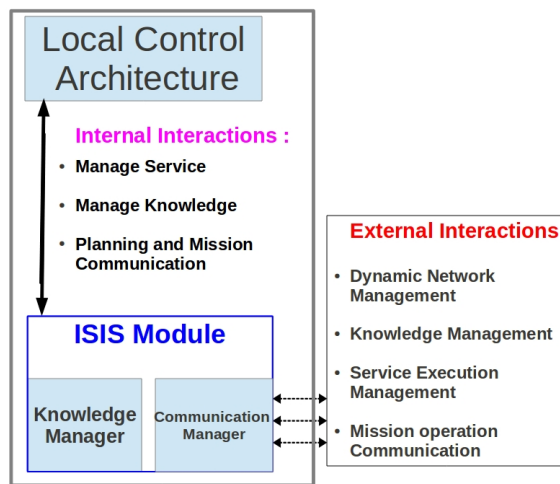 Local Control
Architecture
Internal Interactions :
• Manage Service
• Manage Knowledge
• Planning and Mission
Communication
ISIS Module
Knowledge
Manager
Communication
Manager
External Interactions
• Dynamic Network
Management
• Knowledge Management
• Service Execution
Management
• Mission operation
Communication